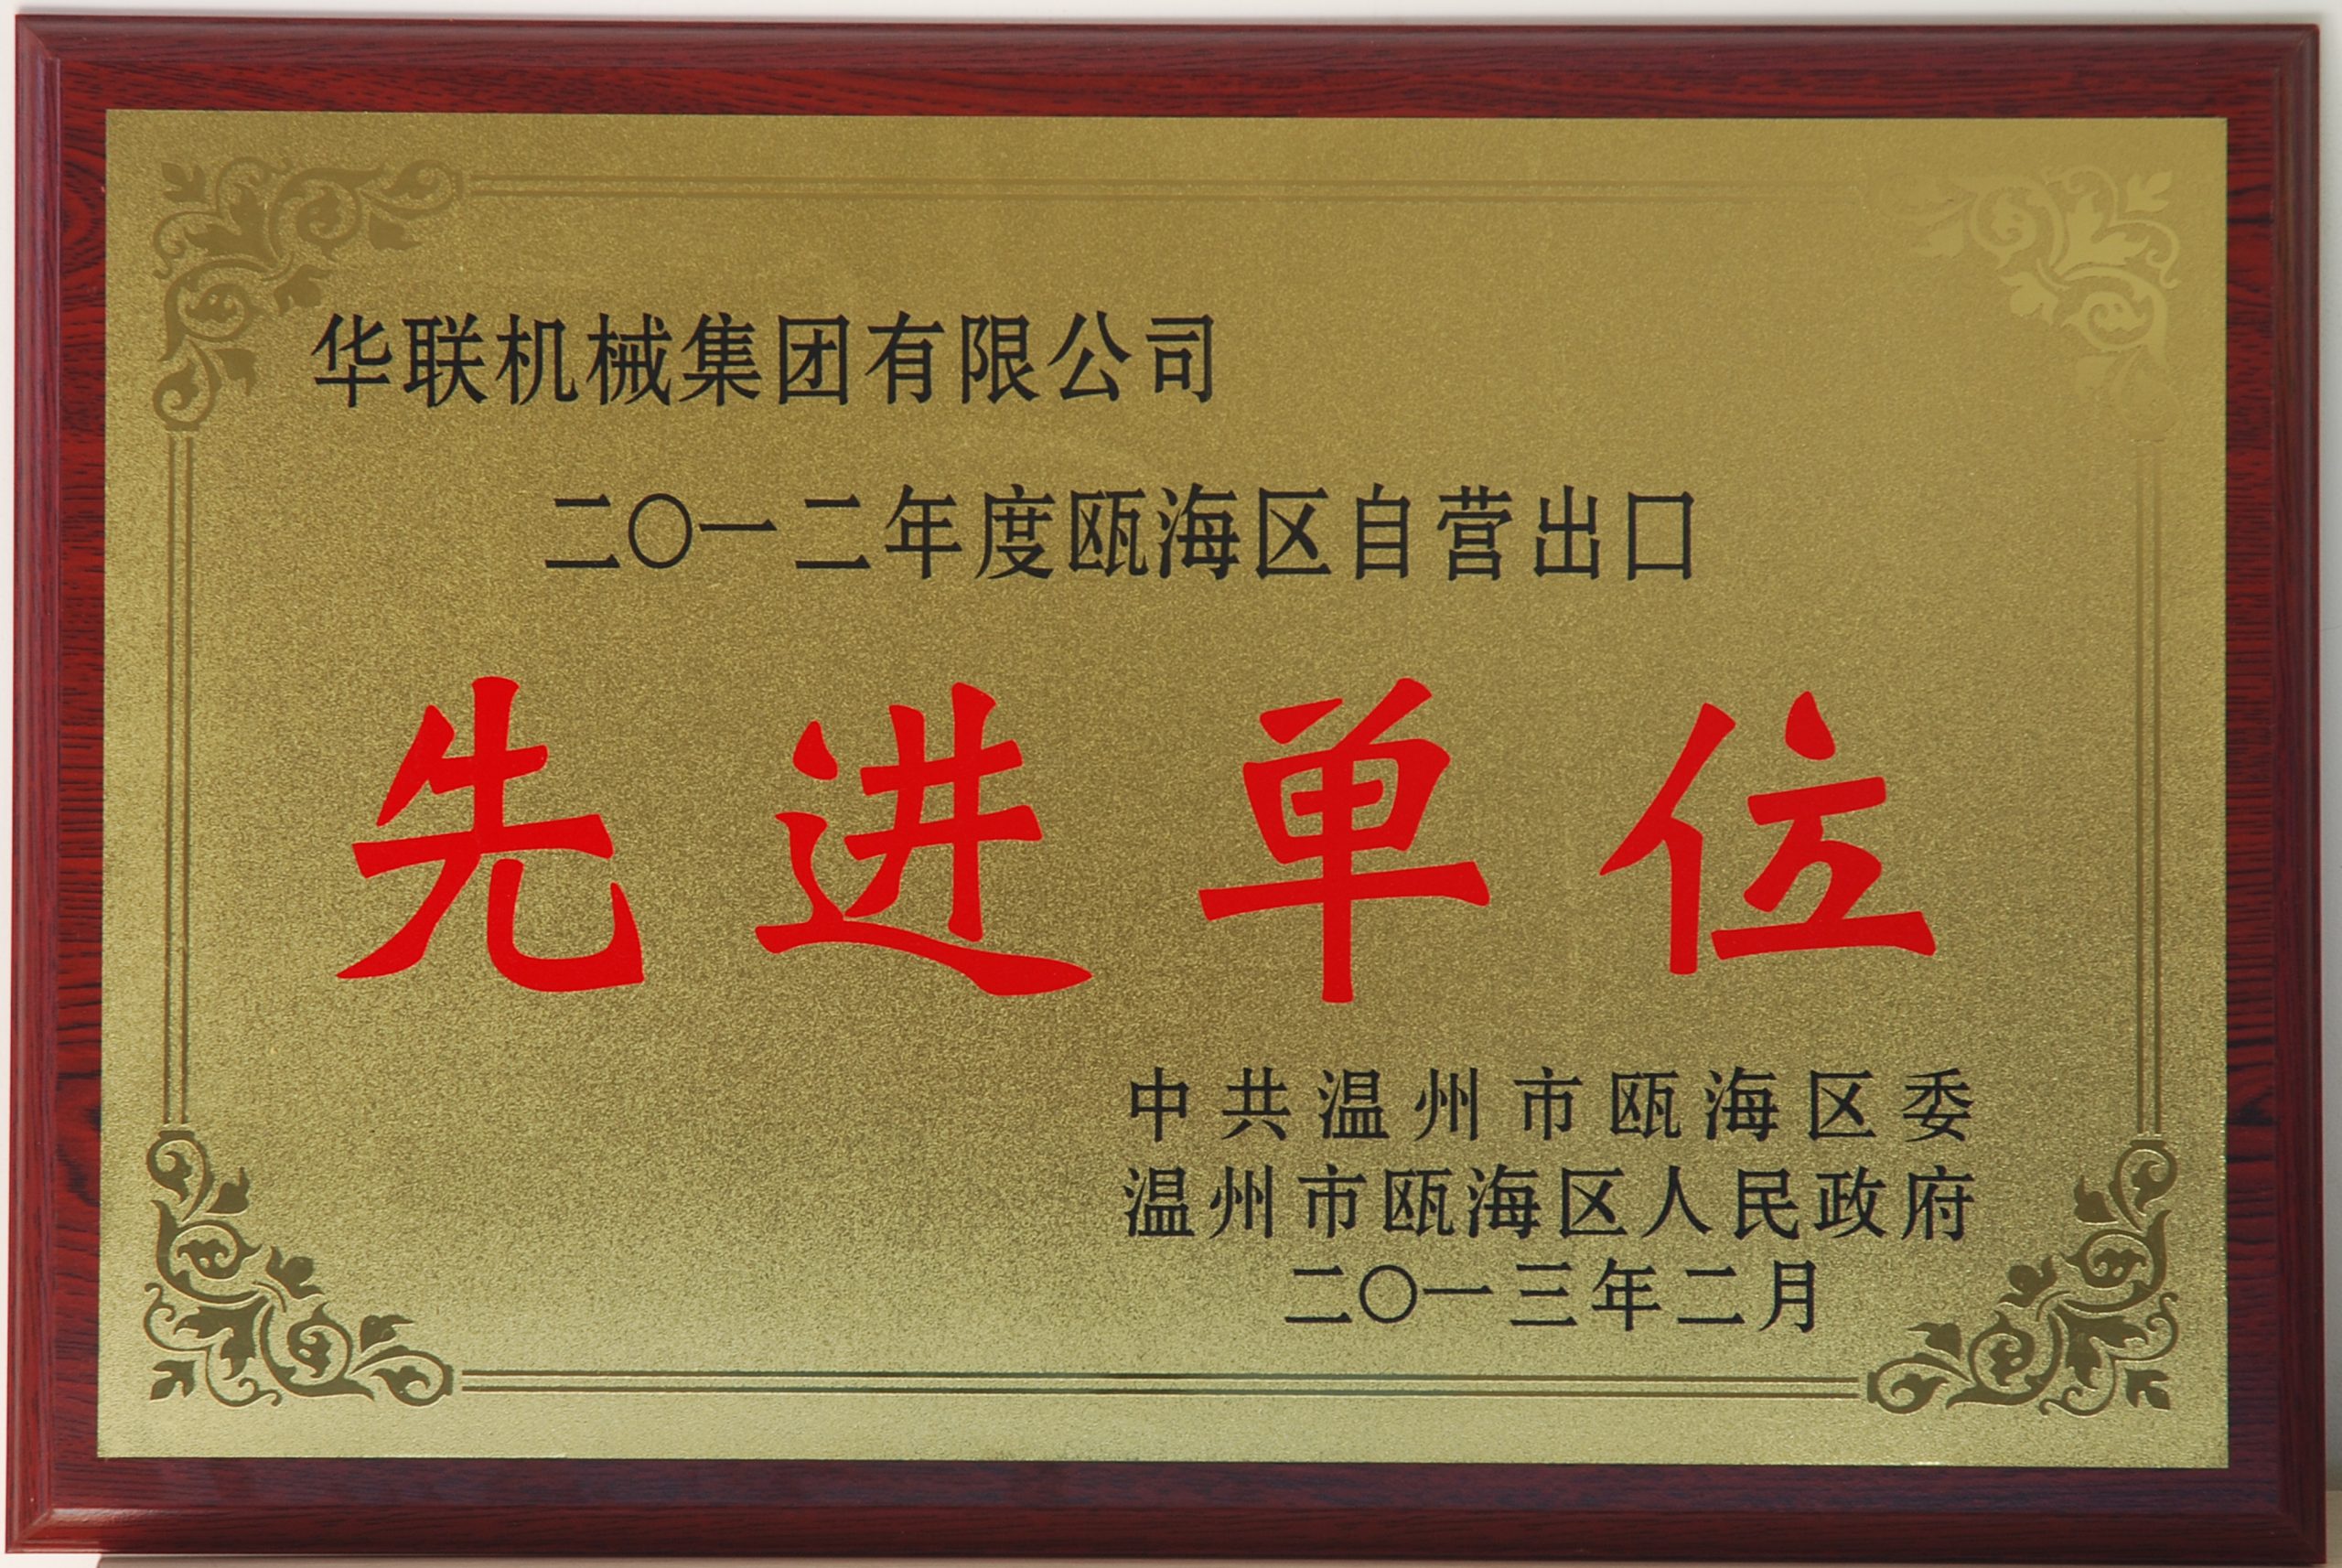 华联机械集团有限公司
二〇一二年度瓯海区自营出口
先进单位
中共温州市瓯海区委
温州市瓯海区人民政府
二〇一三年二月